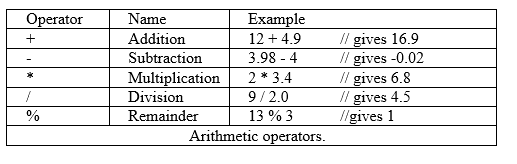 Operator Name Example
+ Addition 12 + 4.9 // gives 16.9
- Subtraction 3.98 - 4 // gives -0.02
* Multiplication 2 * 3.4 // gives 6.8
/ Division 9 / 2.0 // gives 4.5
% Remainder 13 % 3 //gives 1
Arithmetic operators.